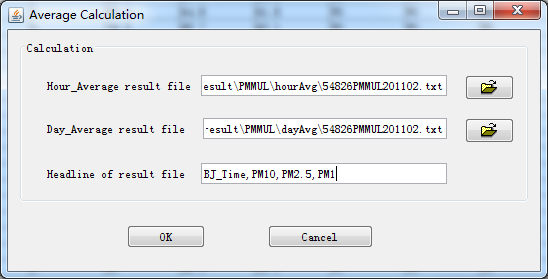 Average Calculation
Calculation
Hour_Average result file esult\PMMUL\hourAvg\54826PMMUL201102.txt
Day_Average result file result\PMMUL\dayAvg\54826PMMUL201102.txt
Headline of result file BJ_Time,PM10,PM2.5,PM1
OK Cancel